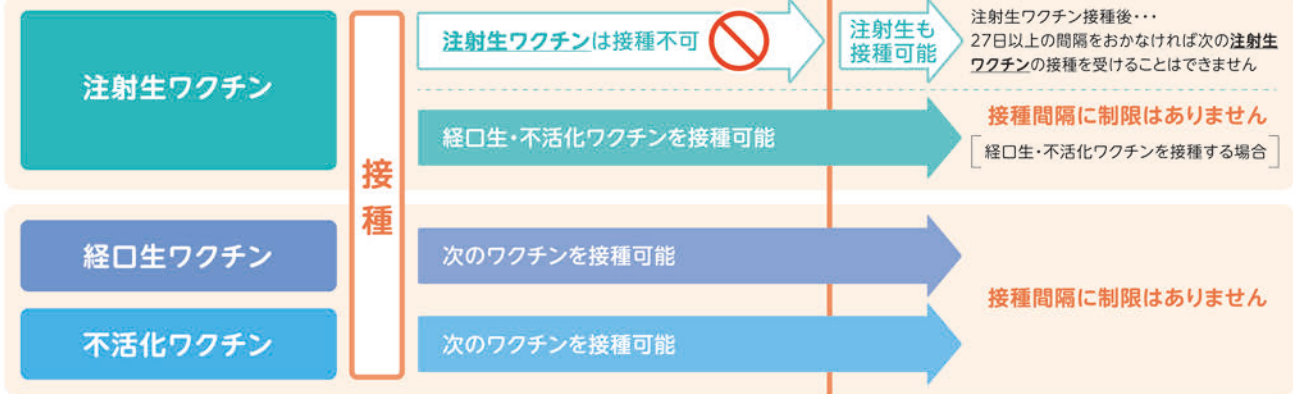 注射生ワクチン
接種
注射生ワクチンは接種不可
注射生も
接種可能
注射生ワクチン接種後・・・
27日以上の間隔をおかなければ次の注射生
ワクチンの接種を受けることはできません
経口生・不活化ワクチンを接種可能
接種間隔に制限はありません
[経口生・不活化ワクチンを接種する場合]
経口生ワクチン
次のワクチンを接種可能
接種間隔に制限はありません
不活化ワクチン
次のワクチンを接種可能